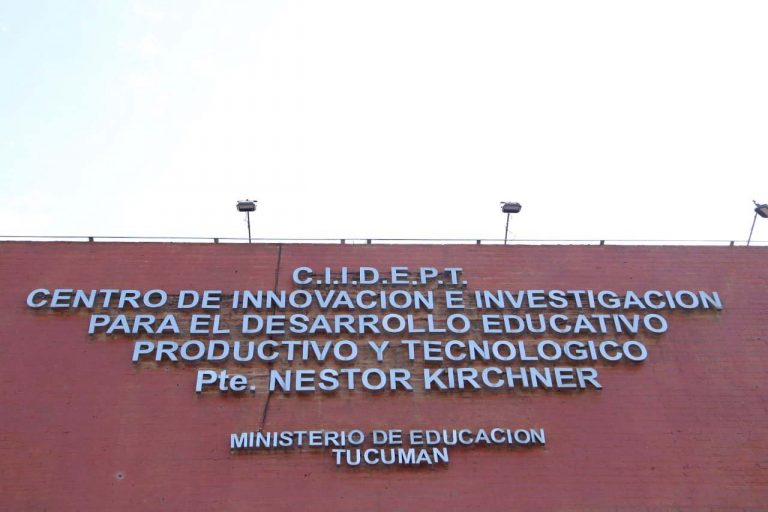 C.I.I.D.E.P.T.
CENTRO DE INNOVACION E INVESTIGACION
PARA EL DESARROLLO EDUCATIVO
PRODUCTIVO Y TECNOLOGICO
Pte. NESTOR KIRCHNER
MINISTERIO DE EDUCACION
TUCUMAN